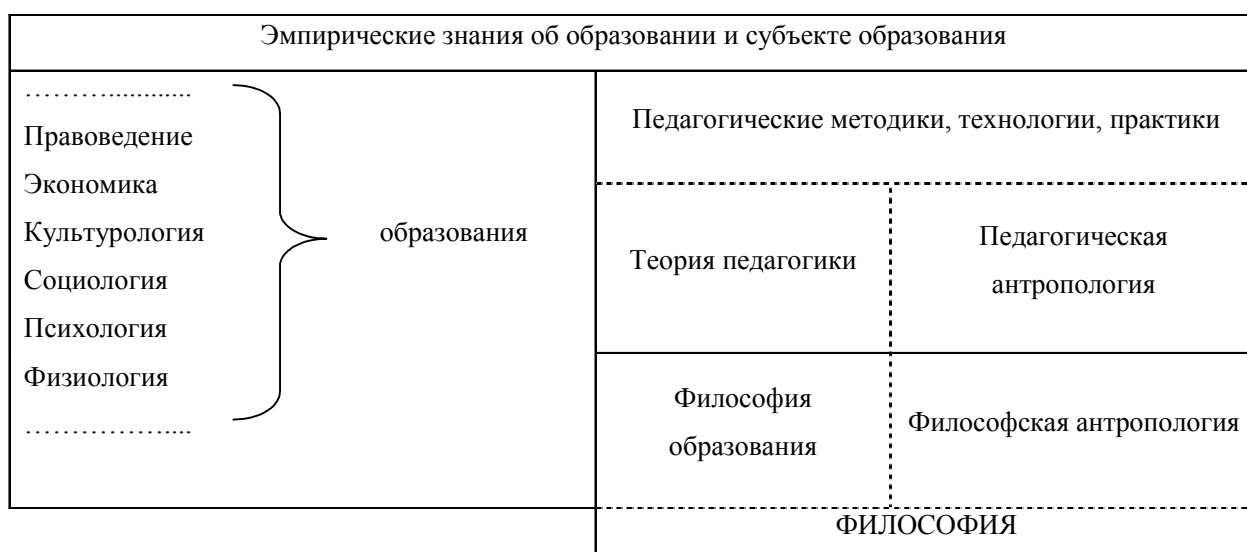 Эмпирические знания об образовании и субъекте образования
………...........
Правоведение
Экономика
Культурология
Социология
Психология
Физиология
……………....
образования
Педагогические методики, технологии, практики
Теория педагогики
Педагогическая
антропология
Философия
образования
Философская антропология
ФИЛОСОФИЯ